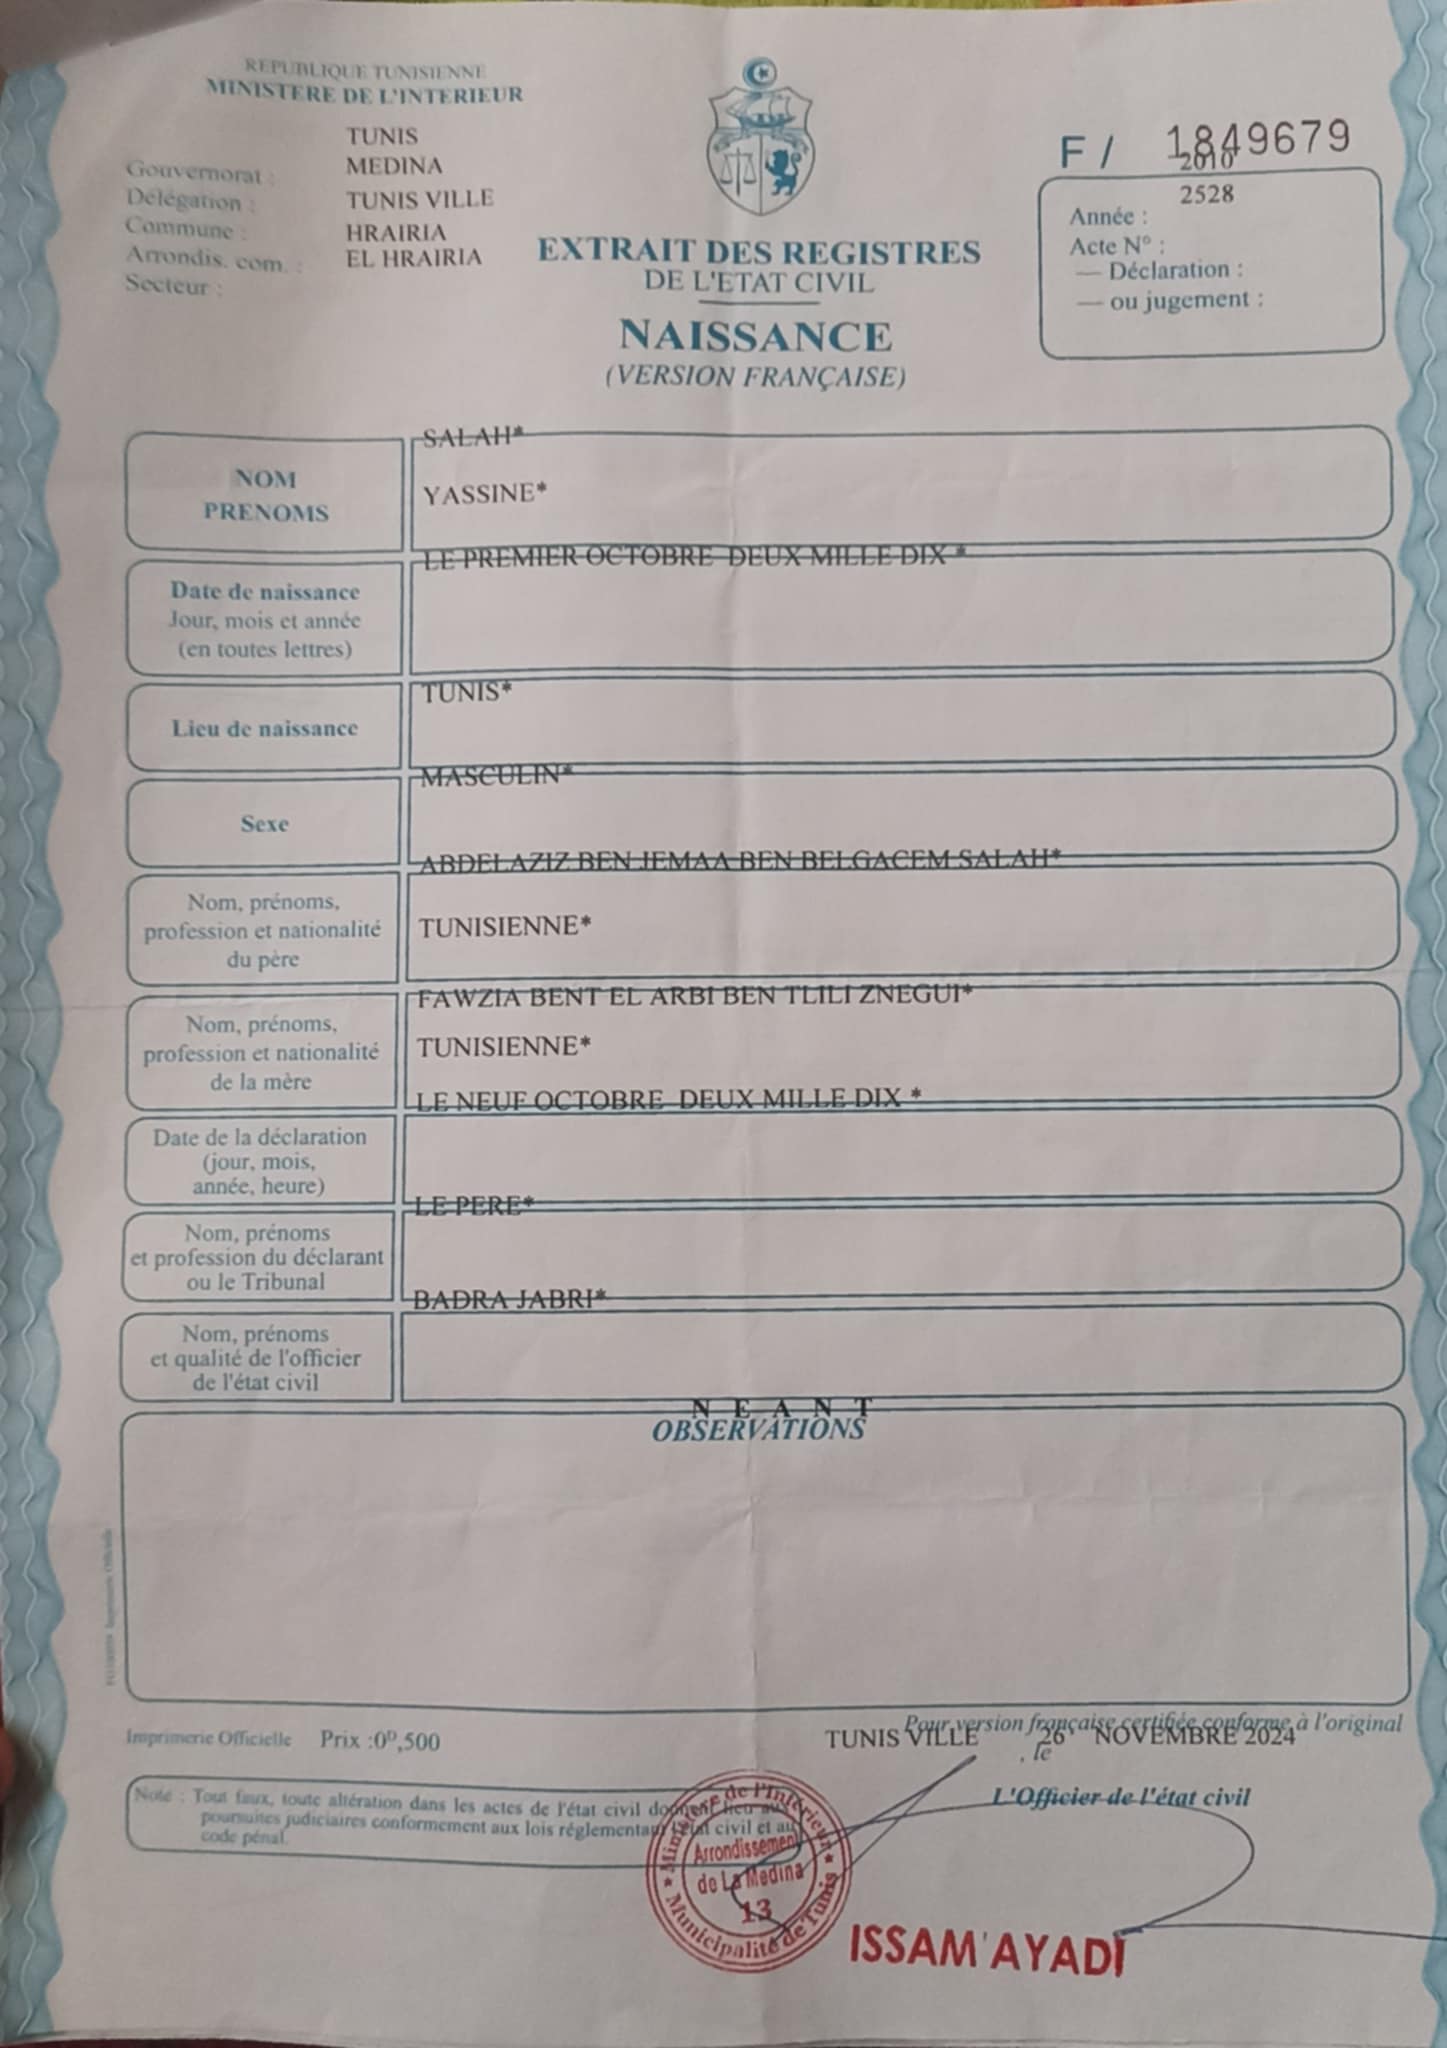 REPUBLIQUE TUNISIENNE
MINISTERE DE L'INTERIEUR
Gouvernorat : TUNIS
Délégation : MEDINA
Commune : TUNIS VILLE
Arrondis. com. : HRAIRIA
Secteur : EL HRAIRIA
EXTRAIT DES REGISTRES
DE L'ETAT CIVIL
NAISSANCE
(VERSION FRANÇAISE)
F / 1849679
2010
2528
Année :
Acte N° :
— Déclaration :
— ou jugement :
NOM
PRENOMS
SALAH*
YASSINE*
Date de naissance
Jour, mois et année
(en toutes lettres)
LE PREMIER OCTOBRE DEUX MILLE DIX *
Lieu de naissance
TUNIS*
Sexe
MASCULIN*
Nom, prénoms,
profession et nationalité
du père
ABDELAZIZ BEN JEMAA BEN BELGACEM SALAH*
TUNISIENNE*
Nom, prénoms,
profession et nationalité
de la mère
FAWZIA BENT EL ARBI BEN TLILI ZNEGUI*
TUNISIENNE*
Date de la déclaration
(jour, mois,
année, heure)
LE NEUF OCTOBRE DEUX MILLE DIX *
Nom, prénoms
et profession du déclarant
ou le Tribunal
LE PERE*
Nom, prénoms
et qualité de l'officier
de l'état civil
BADRA JABRI*
N E A N T
OBSERVATIONS
Imprimerie Officielle
Imprimerie Officielle Prix :0ᴰ,500
Pour version française certifiée conforme à l'original
TUNIS VILLE , le 26 NOVEMBRE 2024
L'Officier de l'état civil
Note : Tout faux, toute altération dans les actes de l'état civil donnent lieu aux
poursuites judiciaires conformement aux lois réglementant l'état civil et au
code pénal.
Ministère de l'Intérieur
Arrondissement
de La Medina
13
Municipalité de Tunis
ISSAM AYADI